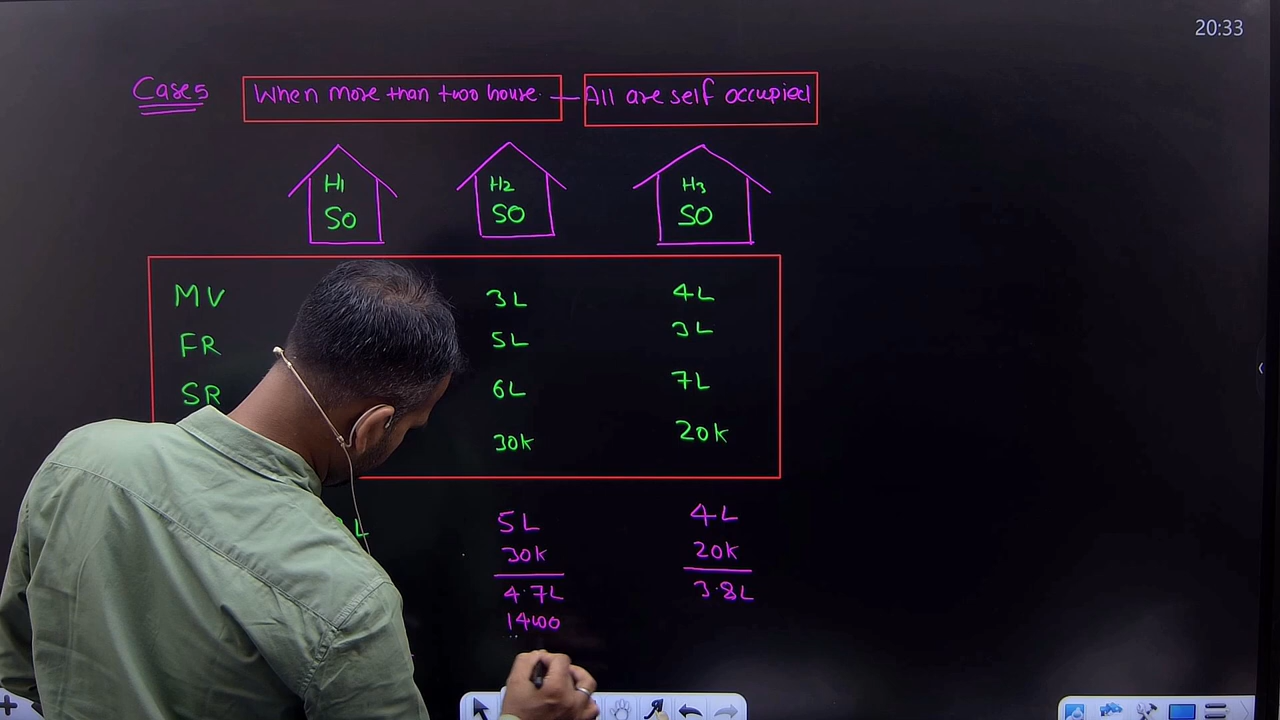 20:33
Case 5 When more than two house - All are self occupied
H1 H2 H3
SO SO SO
MV 3L 4L
FR 5L 3L
SR 6L 7L
30k 20k
L 5L 4L
30k 20k
4.7L 3.8L